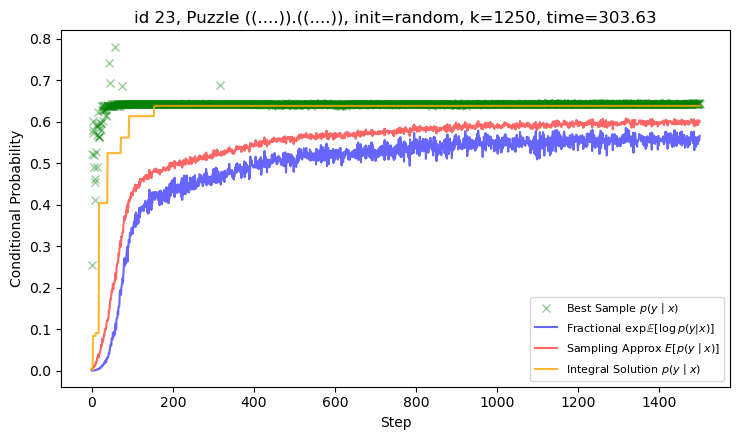 id 23, Puzzle ((....)).((....)), init=random, k=1250, time=303.63
Conditional Probability
0.8
0.7
0.6
0.5
0.4
0.3
0.2
0.1
0.0
Best Sample p(y | x)
Fractional exp𝔼[log p(y|x)]
Sampling Approx E[p(y | x)]
Integral Solution p(y | x)
0 200 400 600 800 1000 1200 1400
Step